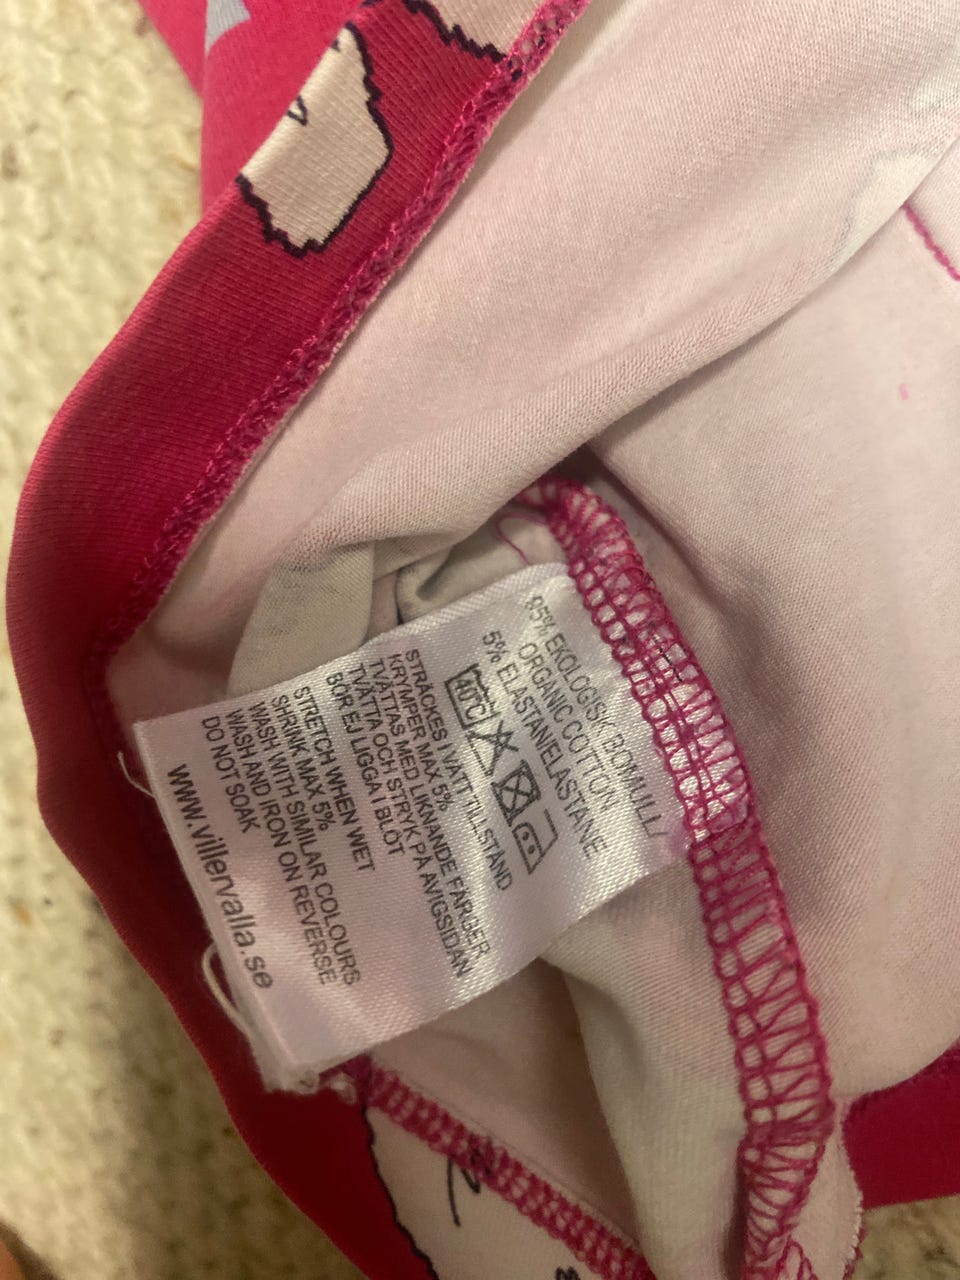 95% EKOLOGISK BOMULL/
ORGANIC COTTON
5% ELASTAN/ELASTANE
40°C
STRÄCKES I VÅTT TILLSTÅND
KRYMPER MAX 5%
TVÄTTAS MED LIKNANDE FÄRGER
TVÄTTA OCH STRYK PÅ AVIGSIDAN
BÖR EJ LIGGA I BLÖT
STRETCH WHEN WET
SHRINK MAX 5%
WASH WITH SIMILAR COLOURS
WASH AND IRON ON REVERSE
DO NOT SOAK
www.villervalla.se